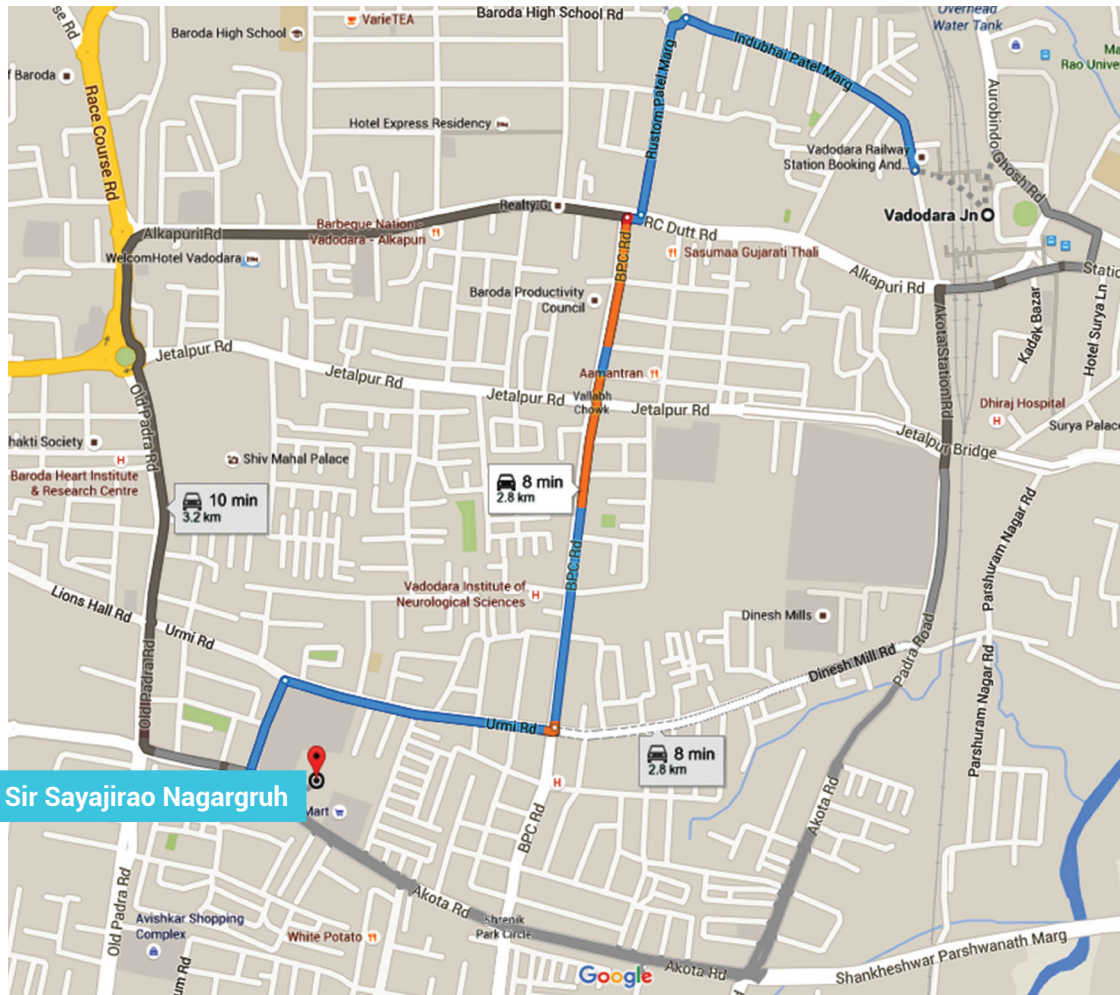 Baroda High School Rd
VarieTEA
Baroda High School
Overhead
Water Tank
Indubhai Patel Marg
Ma
Rao Univer
f Baroda
Race Course Rd
Rustom Patel Marg
Aurobindo Ghosh Rd
Hotel Express Residency
Vadodara Railway
Station Booking And...
Vadodara Jn
Realty G
Barbeque Nation -
Vadodara - Alkapuri
Alkapuri Rd
RC Dutt Rd
WelcomHotel Vadodara
BPC Rd
Sasumaa Gujarati Thali
Alkapuri Rd
Static
Baroda Productivity
Council
Akota Station Rd
Kadak Bazar
Hotel Surya Ln
Jetalpur Rd
Jetalpur Rd
Aamantran
Jetalpur Rd
Vallabh
Chowk
Jetalpur Rd
Dhiraj Hospital
Old Padra Rd
Jetalpur Bridge
Surya Palace
hakti Society
Shiv Mahal Palace
Baroda Heart Institute
& Research Centre
10 min
3.2 km
8 min
2.8 km
Parshuram Nagar Rd
BPC Rd
Vadodara Institute of
Neurological Sciences
Lions Hall Rd
Urmi Rd
Dinesh Mills
Dinesh Mill Rd
Padra Road
Parshuram Nagar Rd
Old Padra Rd
Urmi Rd
8 min
2.8 km
Sir Sayajirao Nagargruh
Mart
BPC Rd
Akota Rd
Old Padra Rd
Akota Rd
Avishkar Shopping
Complex
Shrenik
Park Circle
White Potato
um Rd
Google
Akota Rd
Shankheshwar Parshwanath Marg